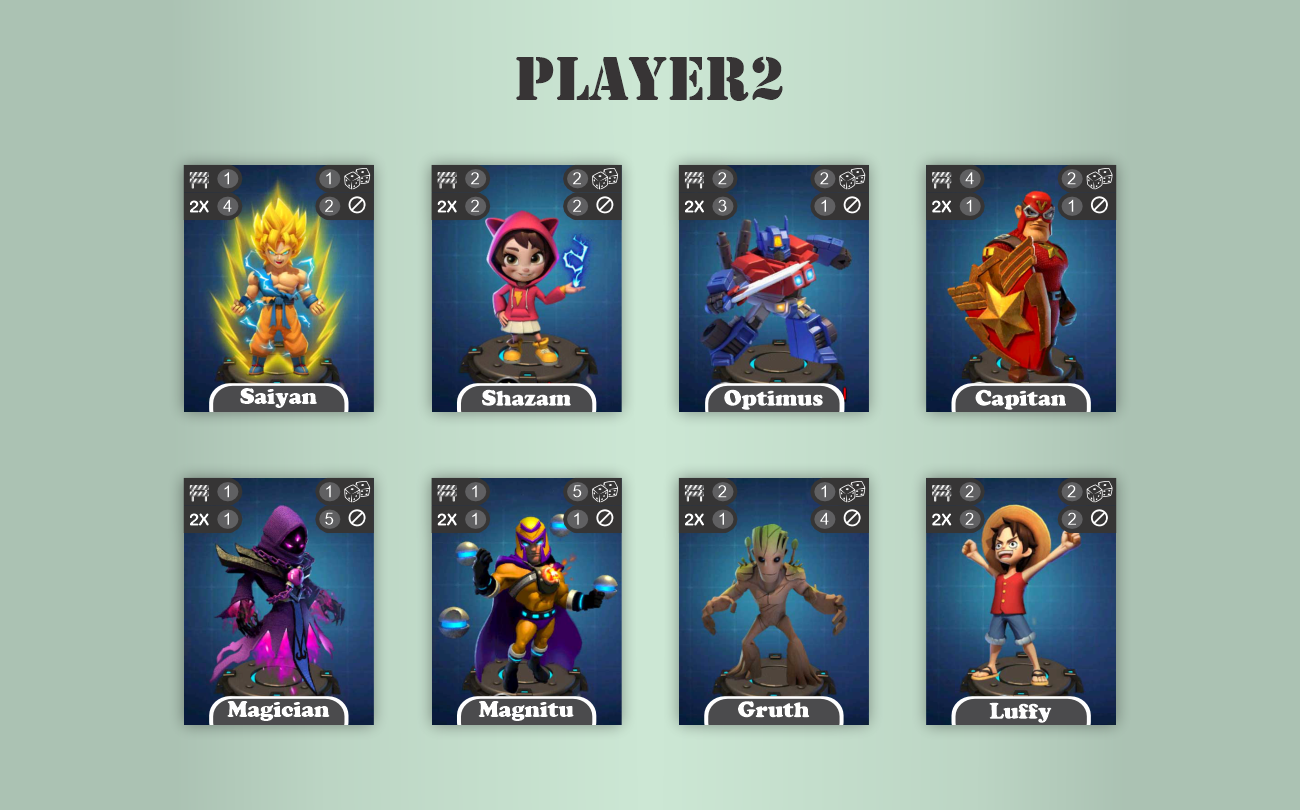 PLAYER2
1 1
2X 4 2
Saiyan
2 2
2X 2 2
Shazam
2 2
2X 3 1
Optimus
4 2
2X 1 1
Capitan
1 1
2X 1 5
Magician
1 5
2X 1 1
Magnitu
2 1
2X 1 4
Gruth
2 2
2X 2 2
Luffy